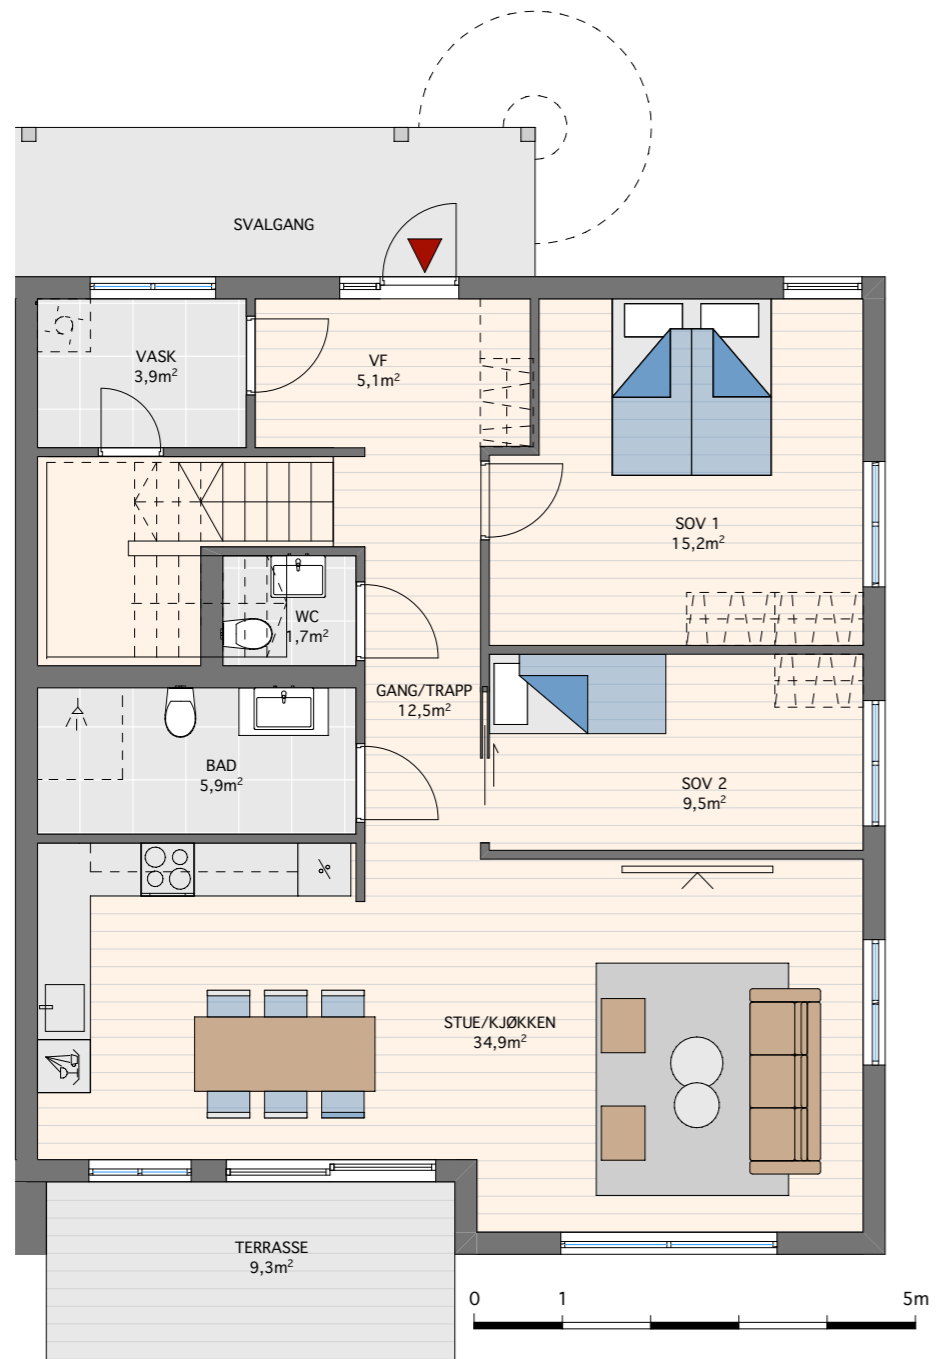 SVALGANG
VASK
3,9m²
VF
5,1m²
SOV 1
15,2m²
WC
1,7m²
GANG/TRAPP
12,5m²
BAD
5,9m²
SOV 2
9,5m²
STUE/KJØKKEN
34,9m²
TERRASSE
9,3m²
0 1 5m